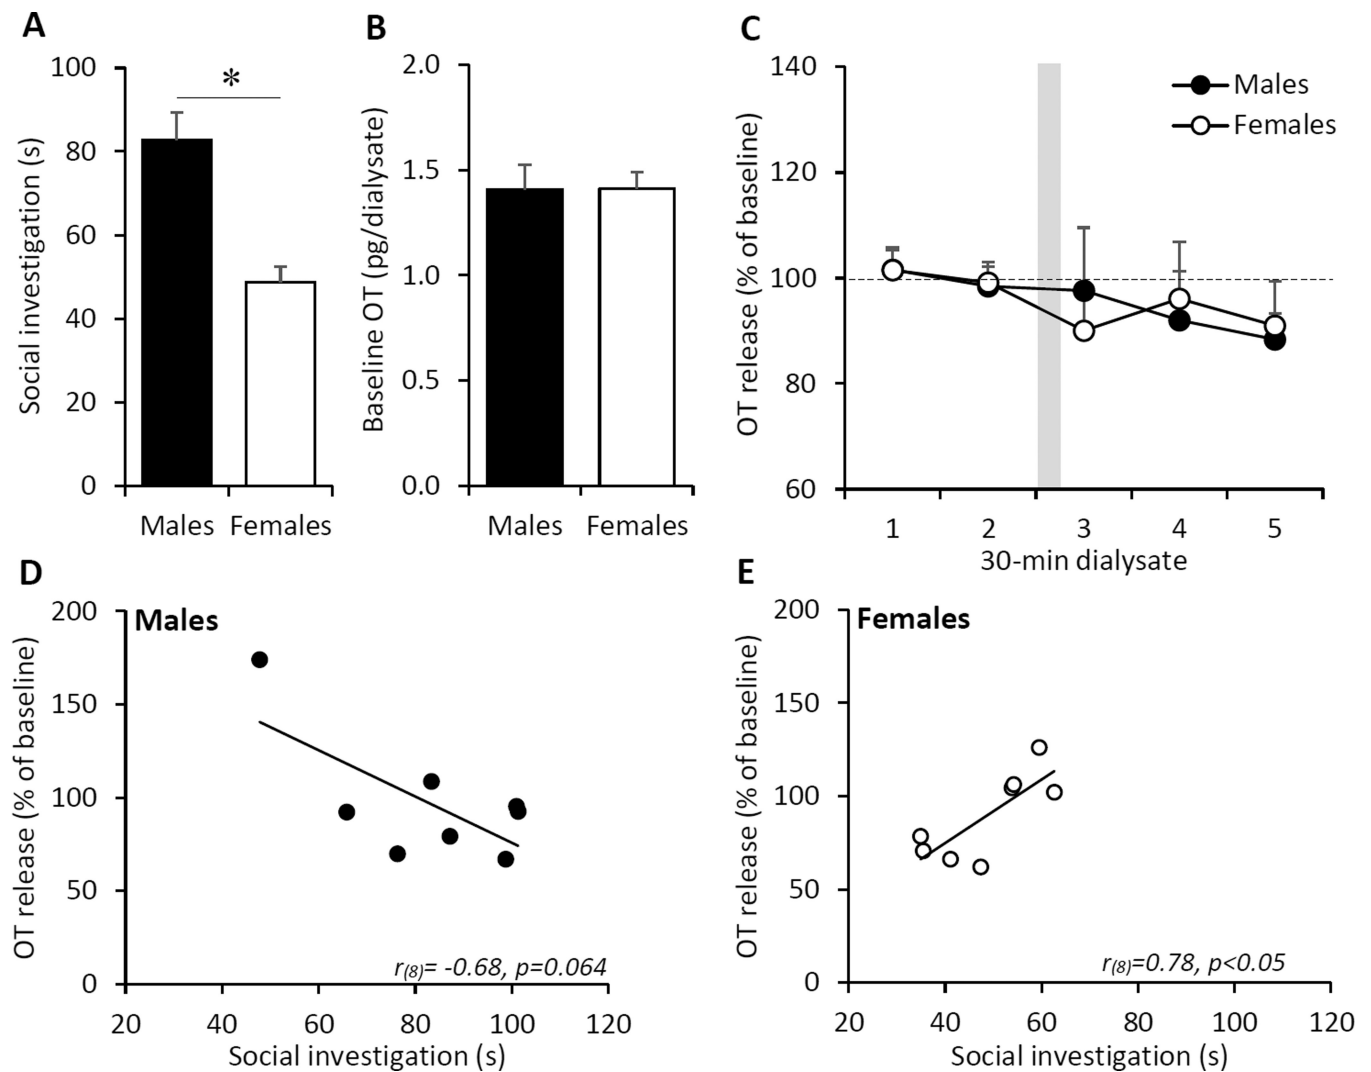 A
Social investigation (s)
100
80
60
40
20
0
*
Males Females
B
Baseline OT (pg/dialysate)
2.0
1.5
1.0
0.5
0.0
Males Females
C
OT release (% of baseline)
140
120
100
80
60
Males
Females
1 2 3 4 5
30-min dialysate
D
Males
OT release (% of baseline)
200
150
100
50
0
r(8)= -0.68, p=0.064
20 40 60 80 100 120
Social investigation (s)
E
Females
OT release (% of baseline)
200
150
100
50
0
r(8)=0.78, p<0.05
20 40 60 80 100 120
Social investigation (s)